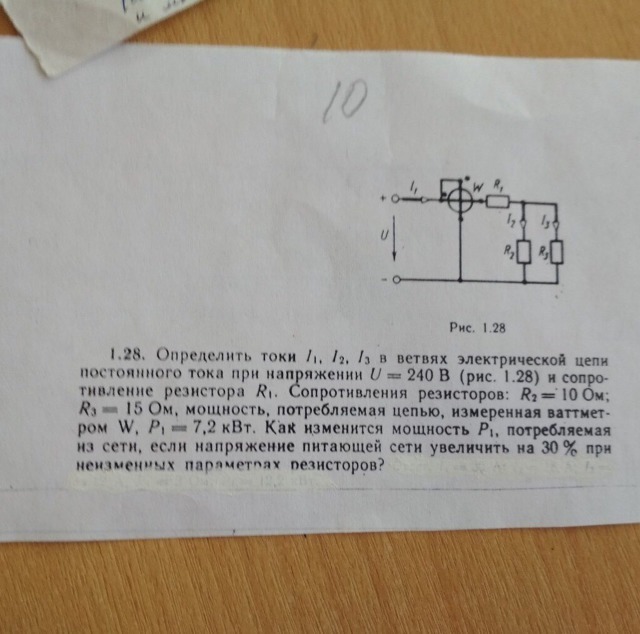 10
I₁
W
R₁
+
I₂
I₃
U
R₂
R₃
−
Рис. 1.28
1.28. Определить токи I₁, I₂, I₃ в ветвях электрической цепи
постоянного тока при напряжении U = 240 В (рис. 1.28) и сопро-
тивление резистора R₁. Сопротивления резисторов: R₂ = 10 Ом;
R₃ = 15 Ом, мощность, потребляемая цепью, измеренная ваттмет-
ром W, P₁ = 7,2 кВт. Как изменится мощность P₁, потребляемая
из сети, если напряжение питающей сети увеличить на 30 % при
неизменных параметрах резисторов?